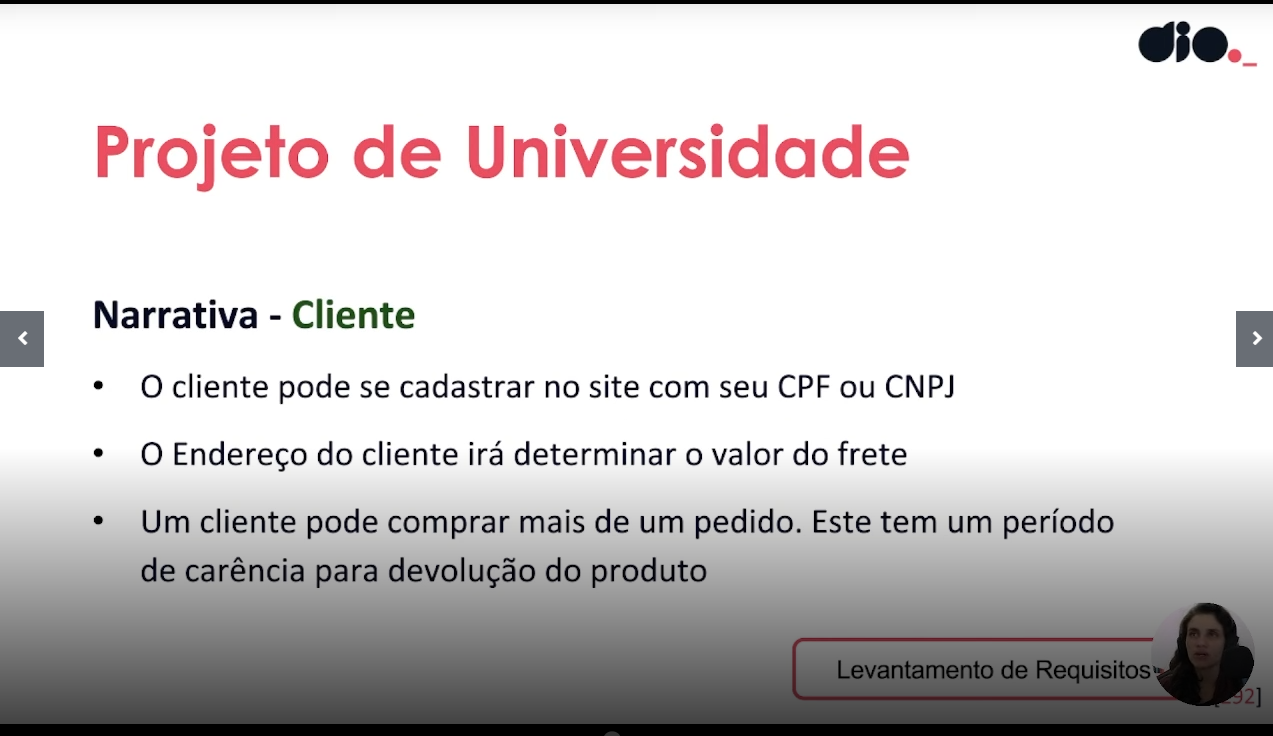 dio._
Projeto de Universidade
Narrativa - Cliente
• O cliente pode se cadastrar no site com seu CPF ou CNPJ
• O Endereço do cliente irá determinar o valor do frete
• Um cliente pode comprar mais de um pedido. Este tem um período
de carência para devolução do produto
Levantamento de Requisitos